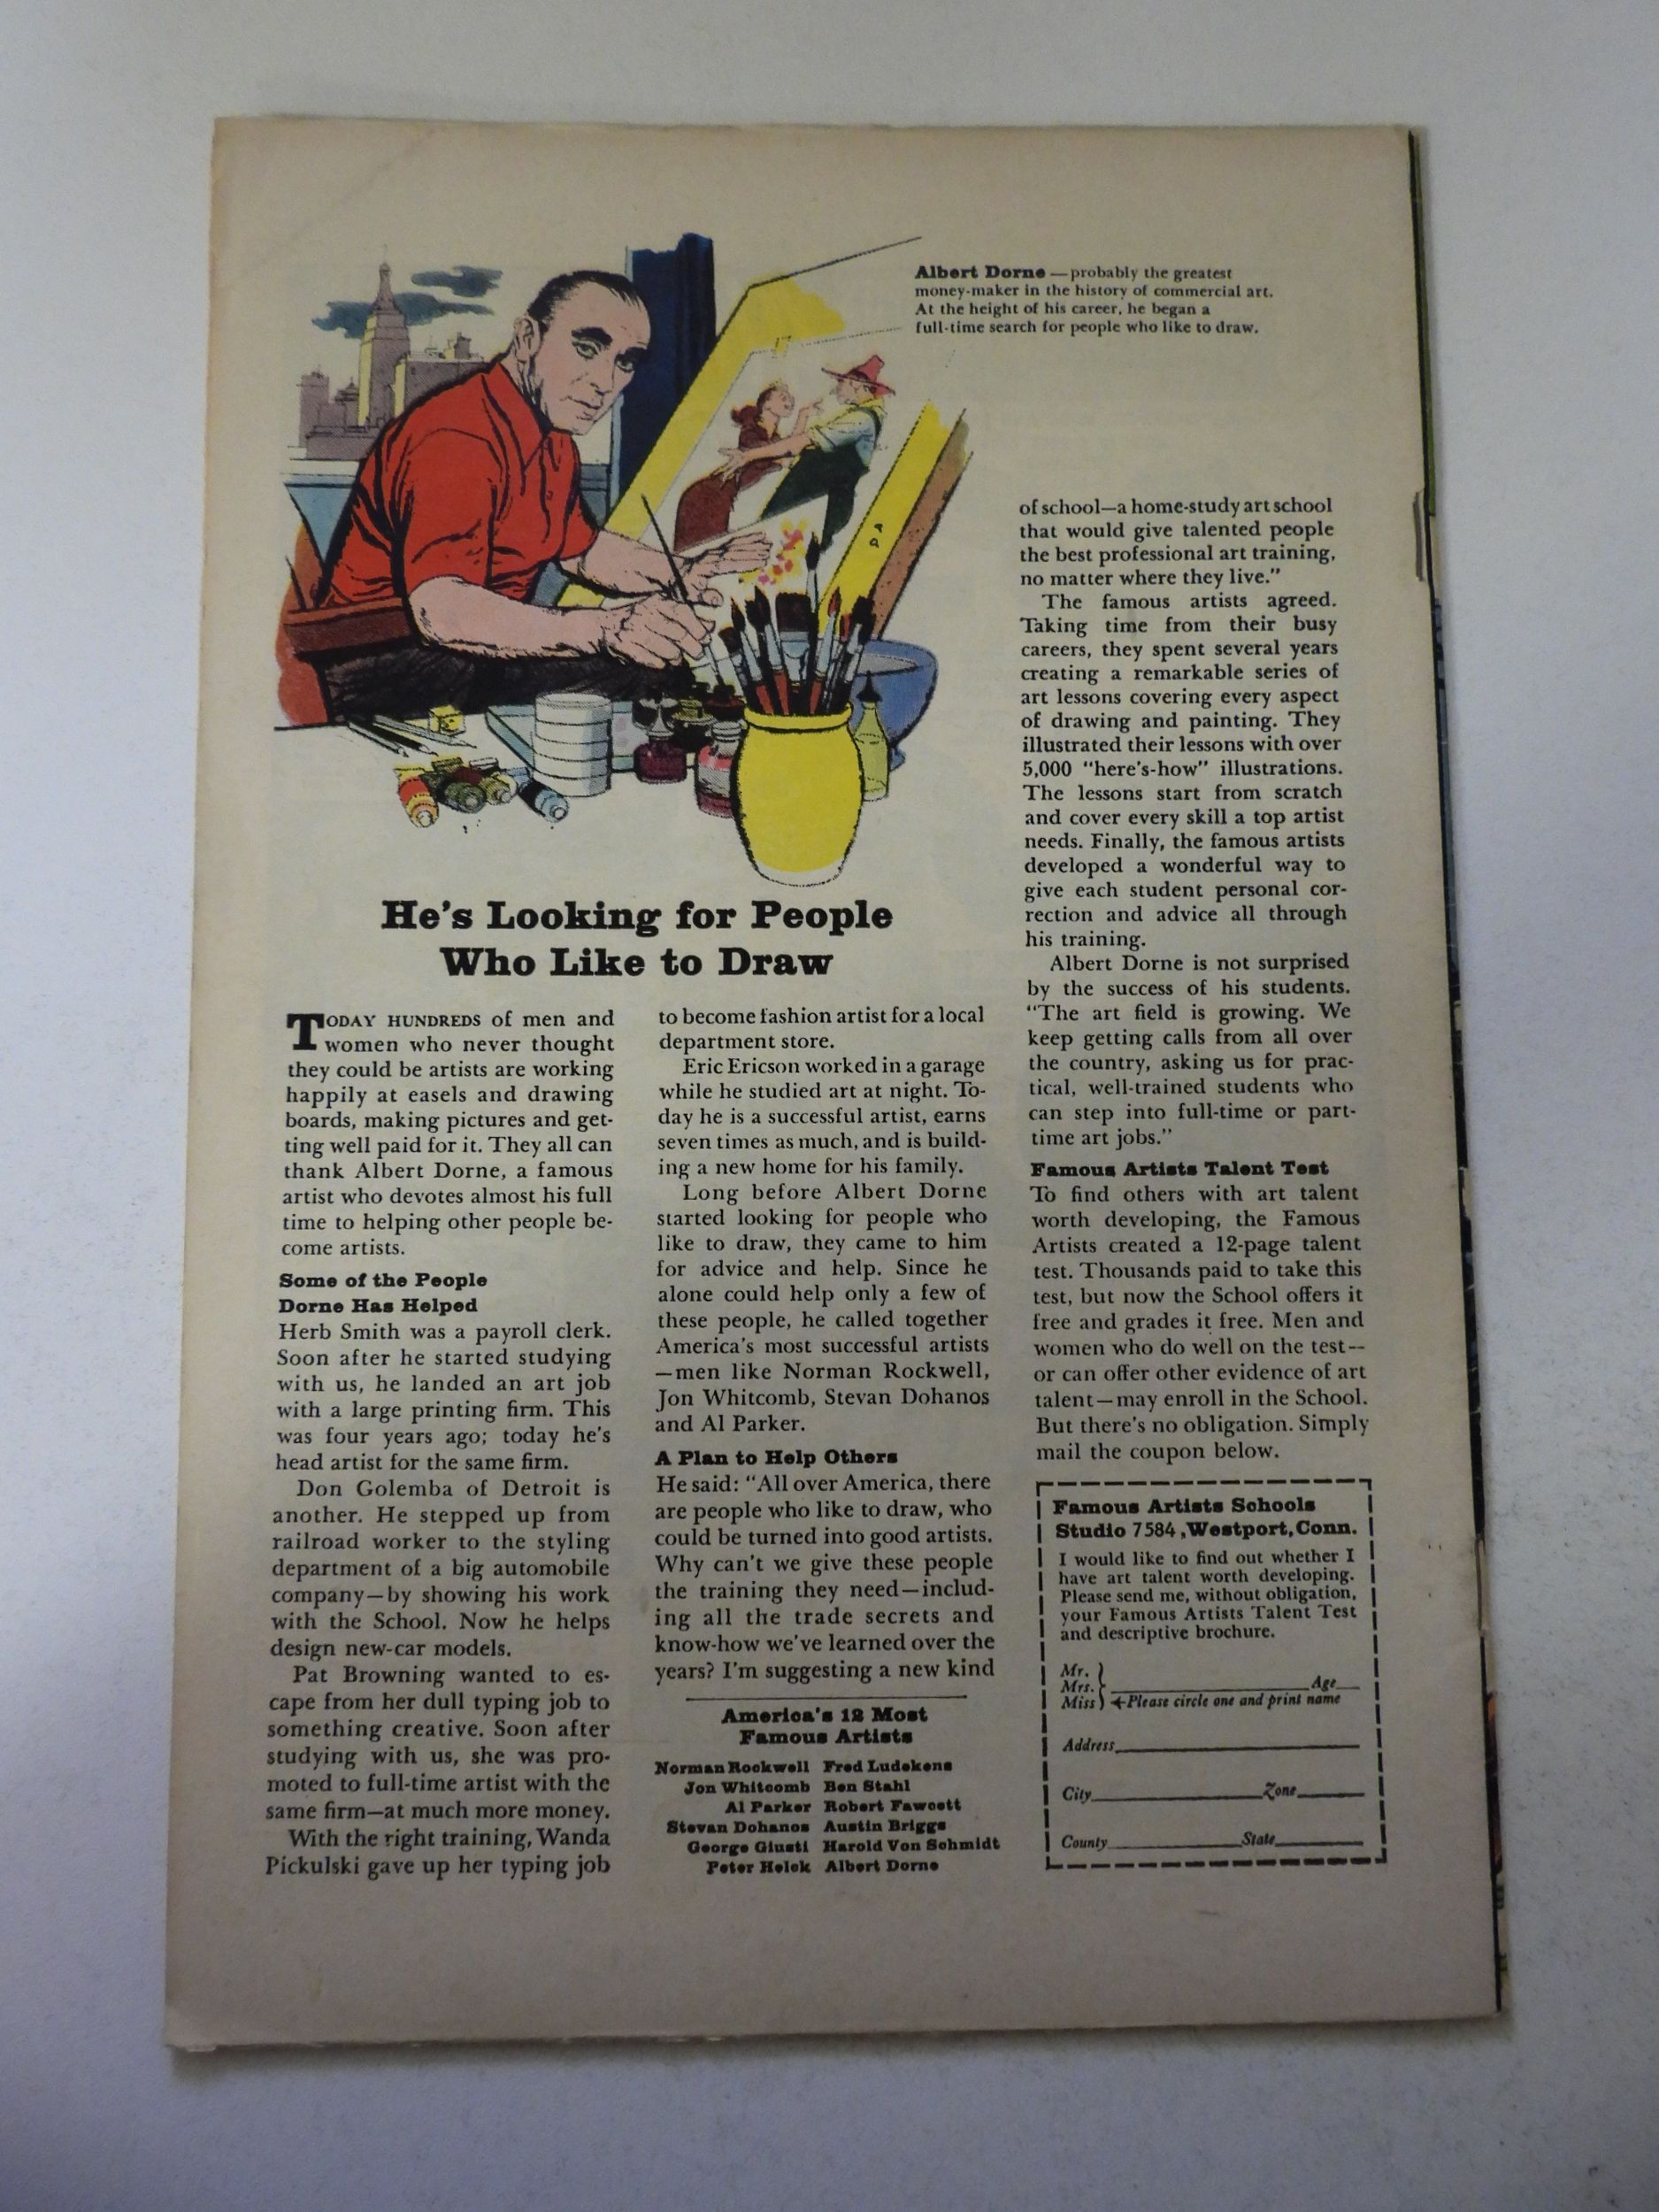 Albert Dorne — probably the greatest
money-maker in the history of commercial art.
At the height of his career, he began a
full-time search for people who like to draw.
He's Looking for People
Who Like to Draw
TODAY HUNDREDS of men and
women who never thought
they could be artists are working
happily at easels and drawing
boards, making pictures and get-
ting well paid for it. They all can
thank Albert Dorne, a famous
artist who devotes almost his full
time to helping other people be-
come artists.
Some of the People
Dorne Has Helped
Herb Smith was a payroll clerk.
Soon after he started studying
with us, he landed an art job
with a large printing firm. This
was four years ago; today he's
head artist for the same firm.
Don Golemba of Detroit is
another. He stepped up from
railroad worker to the styling
department of a big automobile
company—by showing his work
with the School. Now he helps
design new-car models.
Pat Browning wanted to es-
cape from her dull typing job to
something creative. Soon after
studying with us, she was pro-
moted to full-time artist with the
same firm—at much more money.
With the right training, Wanda
Pickulski gave up her typing job
to become fashion artist for a local
department store.
Eric Ericson worked in a garage
while he studied art at night. To-
day he is a successful artist, earns
seven times as much, and is build-
ing a new home for his family.
Long before Albert Dorne
started looking for people who
like to draw, they came to him
for advice and help. Since he
alone could help only a few of
these people, he called together
America's most successful artists
—men like Norman Rockwell,
Jon Whitcomb, Stevan Dohanos
and Al Parker.
A Plan to Help Others
He said: "All over America, there
are people who like to draw, who
could be turned into good artists.
Why can't we give these people
the training they need—includ-
ing all the trade secrets and
know-how we've learned over the
years? I'm suggesting a new kind
America's 12 Most
Famous Artists
Norman Rockwell Fred Ludekens
Jon Whitcomb Ben Stahl
Al Parker Robert Fawcett
Stevan Dohanos Austin Briggs
George Giusti Harold Von Schmidt
Peter Helck Albert Dorne
of school—a home-study art school
that would give talented people
the best professional art training,
no matter where they live."
The famous artists agreed.
Taking time from their busy
careers, they spent several years
creating a remarkable series of
art lessons covering every aspect
of drawing and painting. They
illustrated their lessons with over
5,000 "here's-how" illustrations.
The lessons start from scratch
and cover every skill a top artist
needs. Finally, the famous artists
developed a wonderful way to
give each student personal cor-
rection and advice all through
his training.
Albert Dorne is not surprised
by the success of his students.
"The art field is growing. We
keep getting calls from all over
the country, asking us for prac-
tical, well-trained students who
can step into full-time or part-
time art jobs."
Famous Artists Talent Test
To find others with art talent
worth developing, the Famous
Artists created a 12-page talent
test. Thousands paid to take this
test, but now the School offers it
free and grades it free. Men and
women who do well on the test—
or can offer other evidence of art
talent—may enroll in the School.
But there's no obligation. Simply
mail the coupon below.
Famous Artists Schools
Studio 7584, Westport, Conn.
I would like to find out whether I
have art talent worth developing.
Please send me, without obligation,
your Famous Artists Talent Test
and descriptive brochure.
Mr.
Mrs. Age
Miss ←Please circle one and print name
Address
City Zone
County State
DA